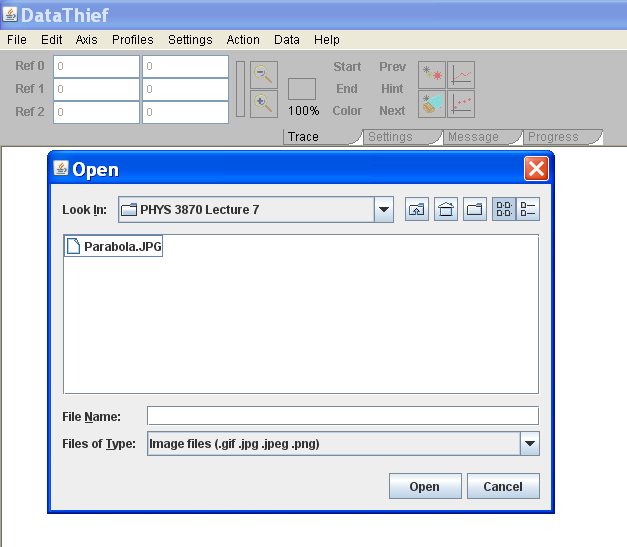 DataThief
File Edit Axis Profiles Settings Action Data Help
Ref 0 0 0 Start Prev
Ref 1 0 0 End Hint
Ref 2 0 0 100% Color Next
Trace Settings Message Progress
Open
Look In: PHYS 3870 Lecture 7
Parabola.JPG
File Name:
Files of Type: Image files (.gif .jpg .jpeg .png)
Open Cancel